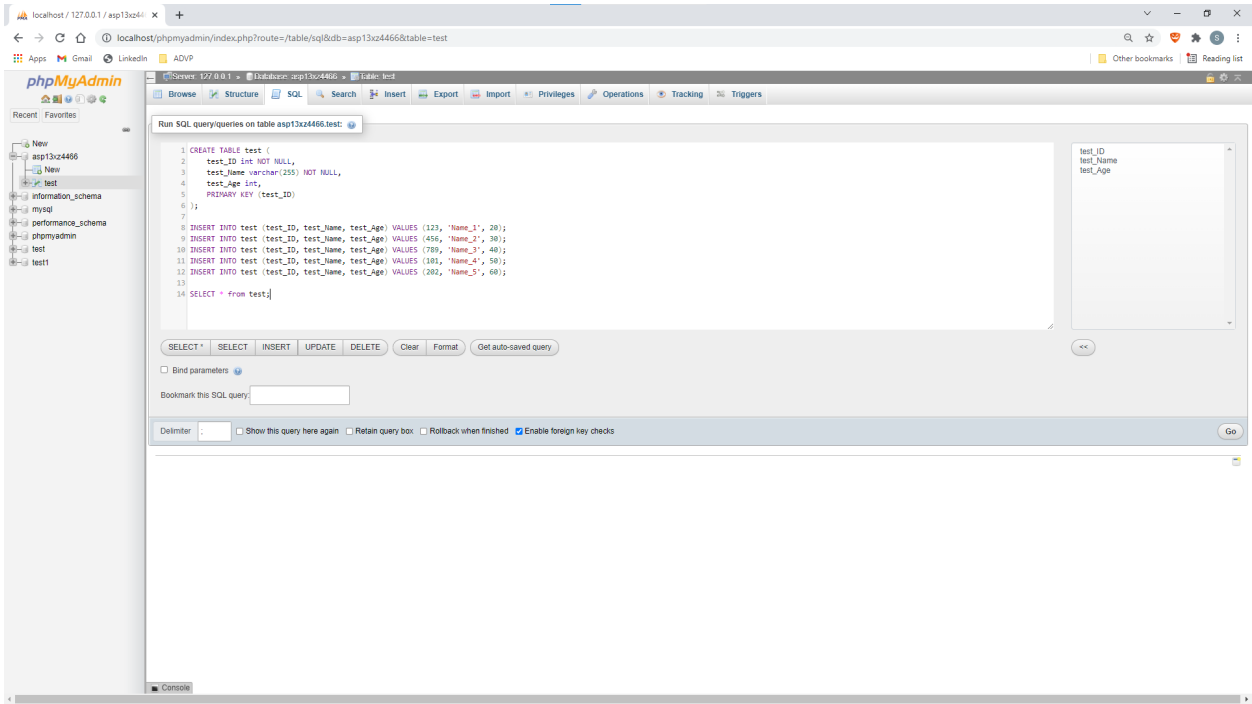 localhost / 127.0.0.1 / asp13xz44
localhost/phpmyadmin/index.php?route=/table/sql&db=asp13xz4466&table=test
S
Apps Gmail LinkedIn ADVP Other bookmarks Reading list
phpMyAdmin
Recent Favorites
New
asp13xz4466
New
test
information_schema
mysql
performance_schema
phpmyadmin
test
test1
Server: 127.0.0.1 » Database: asp13xz4466 » Table: test
Browse Structure SQL Search Insert Export Import Privileges Operations Tracking Triggers
Run SQL query/queries on table asp13xz4466.test:
1 CREATE TABLE test (
2 test_ID int NOT NULL,
3 test_Name varchar(255) NOT NULL,
4 test_Age int,
5 PRIMARY KEY (test_ID)
6 );
7
8 INSERT INTO test (test_ID, test_Name, test_Age) VALUES (123, 'Name_1', 20);
9 INSERT INTO test (test_ID, test_Name, test_Age) VALUES (456, 'Name_2', 30);
10 INSERT INTO test (test_ID, test_Name, test_Age) VALUES (789, 'Name_3', 40);
11 INSERT INTO test (test_ID, test_Name, test_Age) VALUES (101, 'Name_4', 50);
12 INSERT INTO test (test_ID, test_Name, test_Age) VALUES (202, 'Name_5', 60);
13
14 SELECT * from test;
test_ID
test_Name
test_Age
SELECT * SELECT INSERT UPDATE DELETE Clear Format Get auto-saved query <<
Bind parameters
Bookmark this SQL query:
Delimiter ; Show this query here again Retain query box Rollback when finished Enable foreign key checks Go
Console